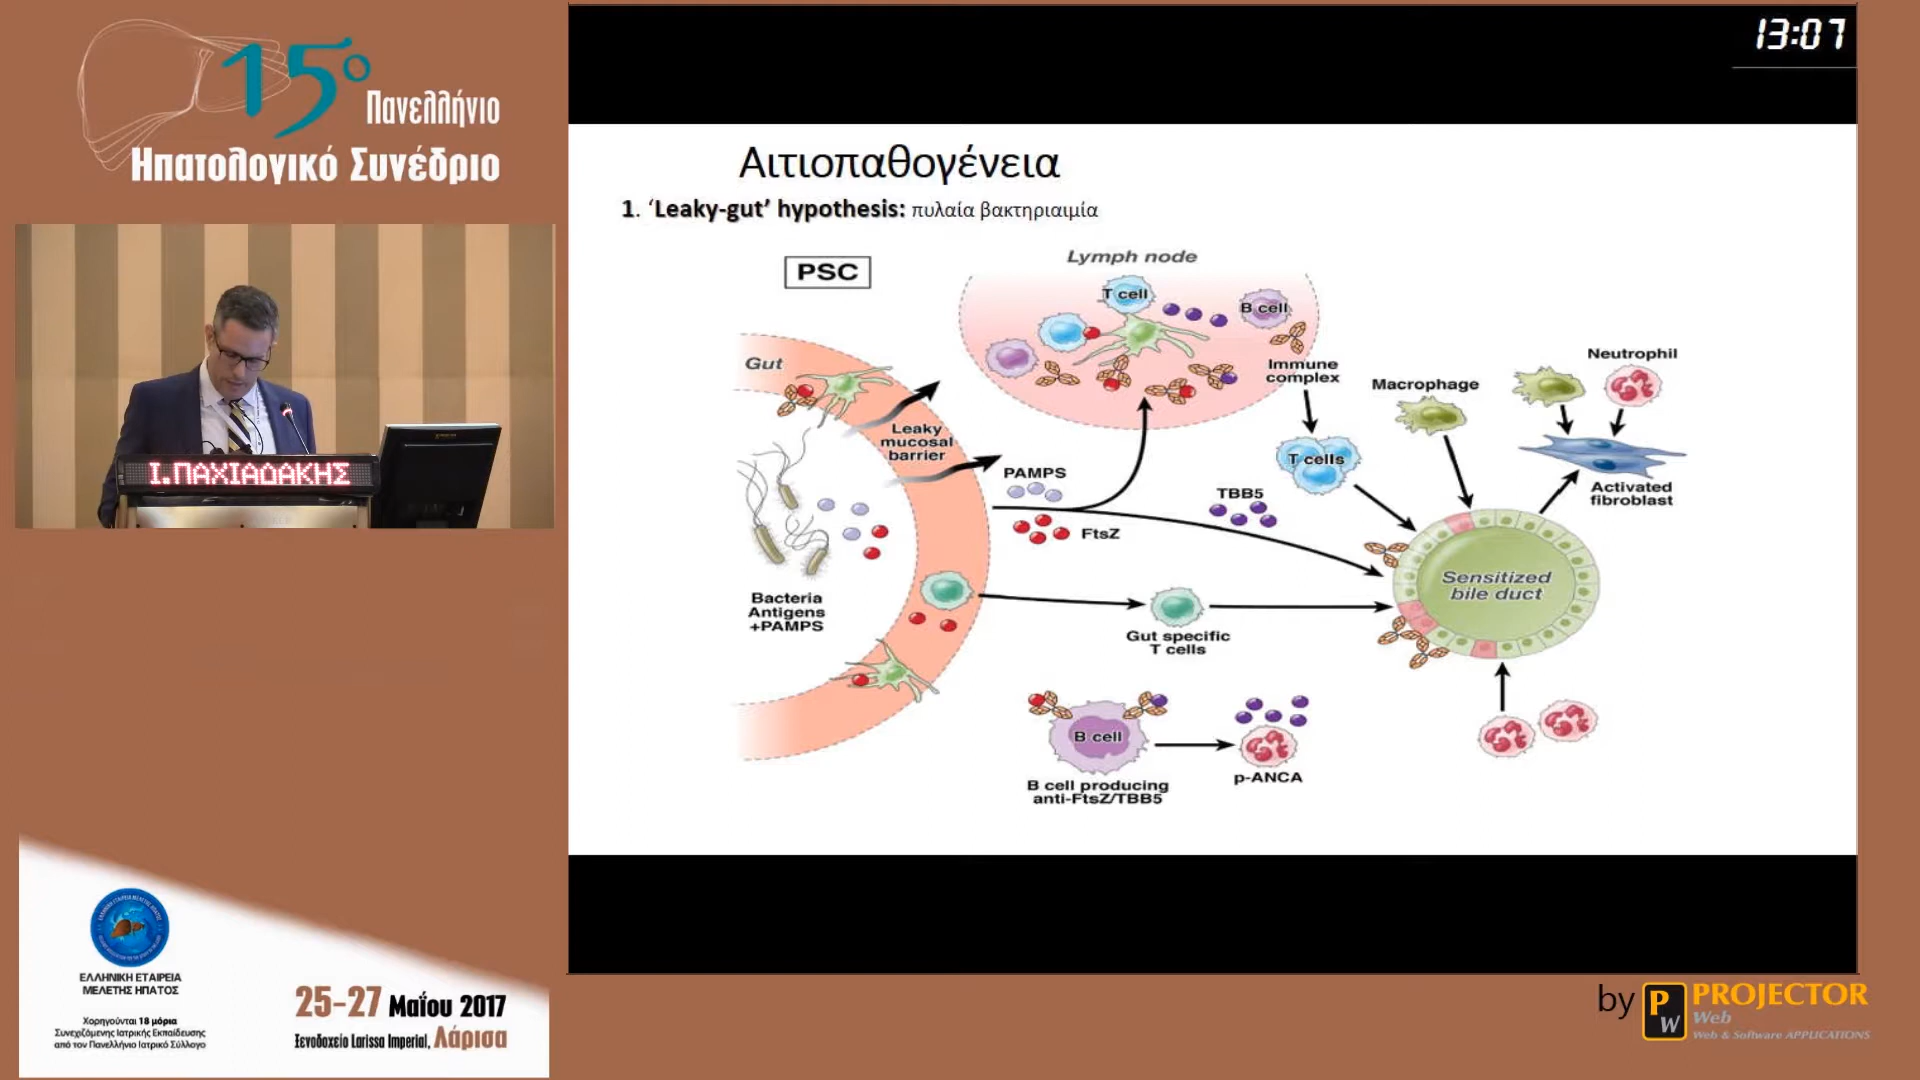 15ο
Πανελλήνιο
Ηπατολογικό Συνέδριο
13:07
Αιτιοπαθογένεια
1. ‘Leaky-gut’ hypothesis: πυλαία βακτηριαιμία
PSC
Lymph node
T cell
B cell
Gut
Immune
complex
Macrophage
Neutrophil
Leaky
mucosal
barrier
PAMPS
T cells
TBB5
Activated
fibroblast
FtsZ
Sensitized
bile duct
Bacteria
Antigens
+PAMPS
Gut specific
T cells
B cell
B cell producing
anti-FtsZ/TBB5
p-ANCA
Ι.ΠΑΧΙΑΔΑΚΗΣ
ΕΛΛΗΝΙΚΗ ΕΤΑΙΡΕΙΑ
ΜΕΛΕΤΗΣ ΗΠΑΤΟΣ
Χορηγούνται 18 μόρια
Συνεχιζόμενης Ιατρικής Εκπαίδευσης
από τον Πανελλήνιο Ιατρικό Σύλλογο
25-27 Μαΐου 2017
Ξενοδοχείο Larissa Imperial, Λάρισα
by PW PROJECTOR
Web
Web & Software APPLICATIONS